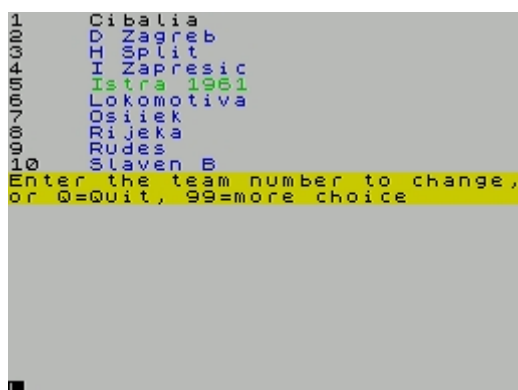 1 Cibalia
2 D Zagreb
3 H Split
4 I Zapresic
5 Istra 1961
6 Lokomotiva
7 Osiiek
8 Rijeka
9 Rudes
10 Slaven B
Enter the team number to change,
or Q=Quit, 99=more choice
L